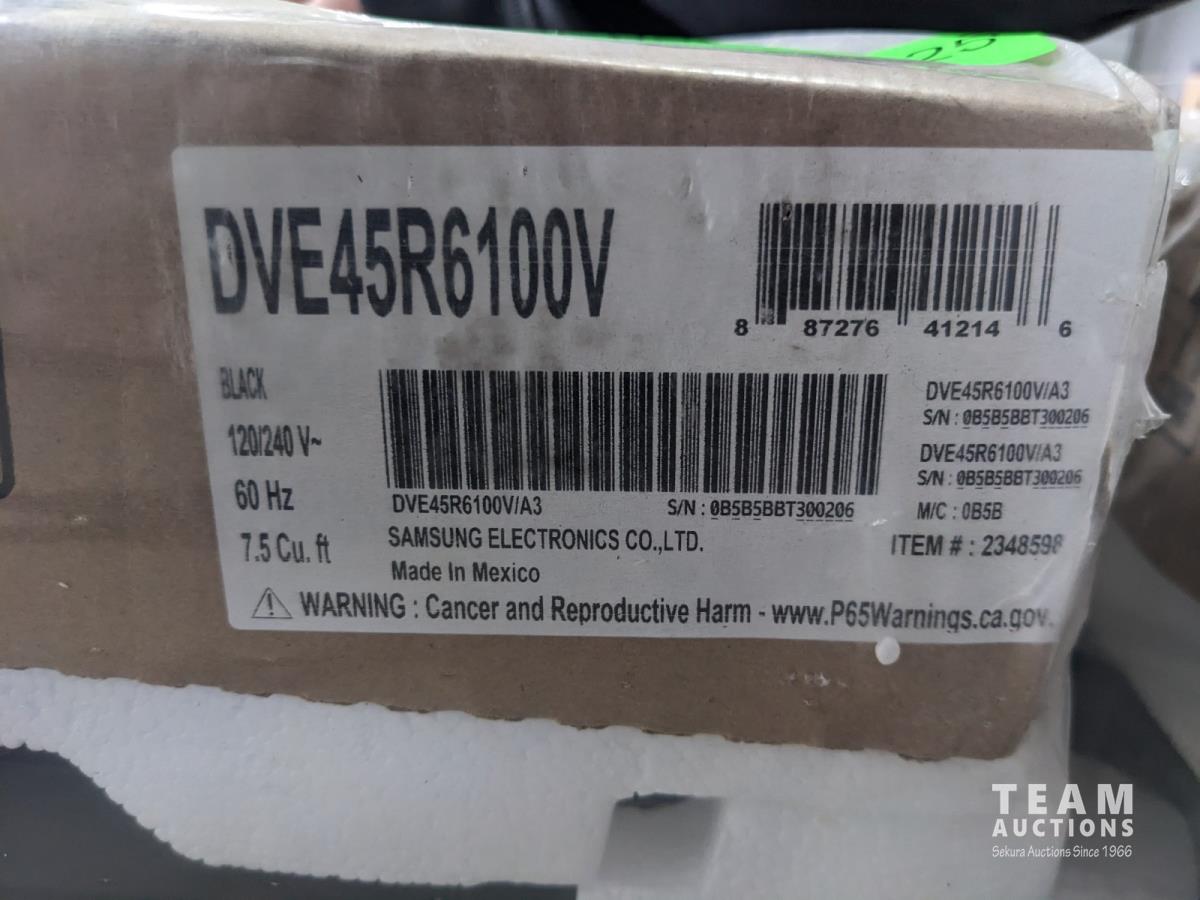 25
DVE45R6100V
8 87276 41214 6
BLACK
120/240 V~
60 Hz
7.5 Cu. ft
DVE45R6100V/A3 S/N : 0B5B5BBT300206
SAMSUNG ELECTRONICS CO.,LTD.
Made In Mexico
DVE45R6100V/A3
S/N : 0B5B5BBT300206
DVE45R6100V/A3
S/N : 0B5B5BBT300206
M/C : 0B5B
ITEM # : 2348598
WARNING : Cancer and Reproductive Harm - www.P65Warnings.ca.gov.
TEAM
AUCTIONS
Sekura Auctions Since 1966